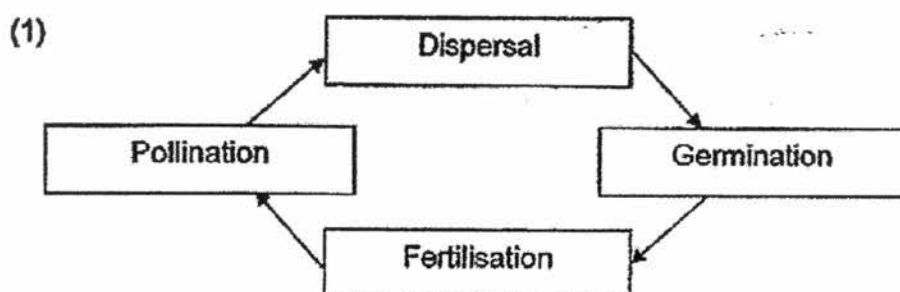 (1)
Dispersal
Pollination
Germination
Fertilisation